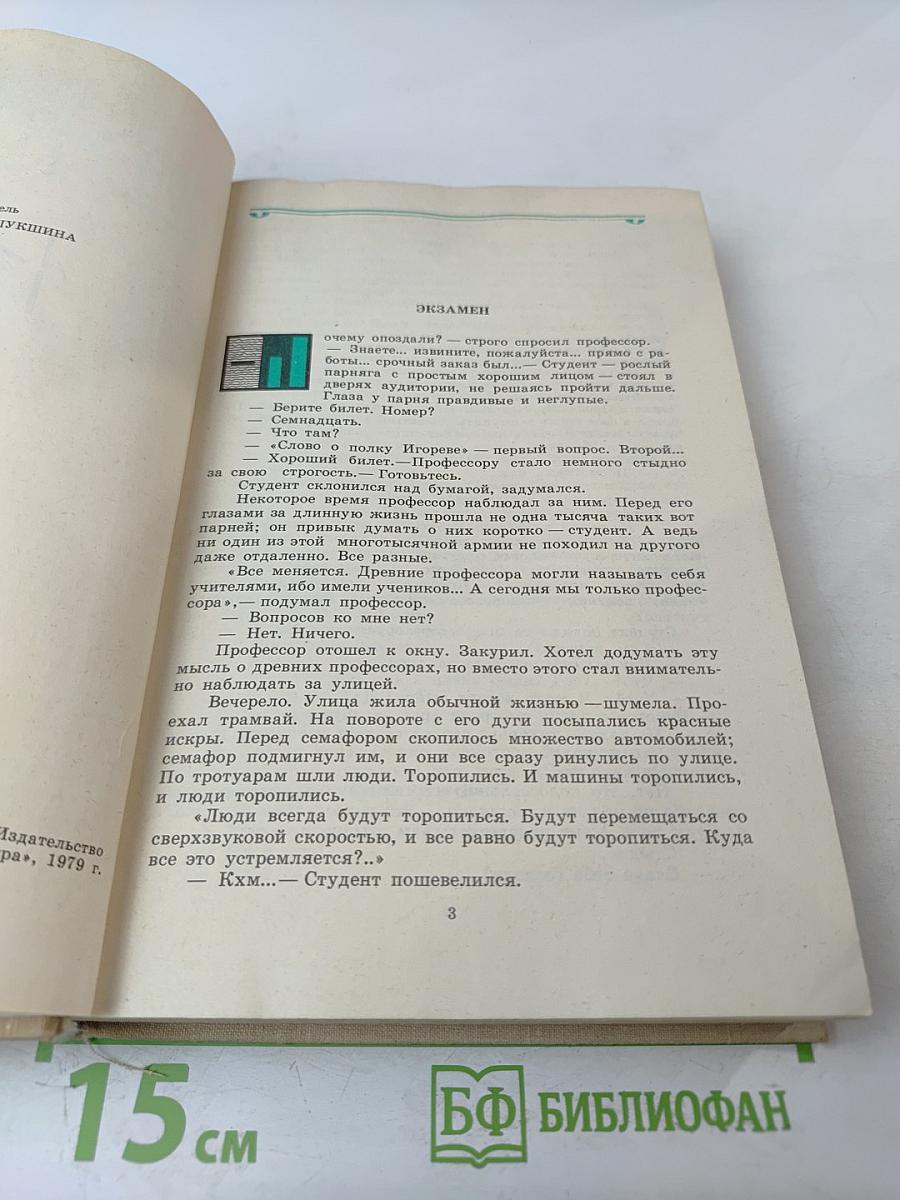 ель
ШУКШИНА
Издательство
ра», 1979 г.
ЭКЗАМЕН
— П
очему опоздали? — строго спросил профессор.
— Знаете... извините, пожалуйста... прямо с ра-
боты... срочный заказ был...— Студент — рослый
парняга с простым хорошим лицом — стоял в
дверях аудитории, не решаясь пройти дальше.
Глаза у парня правдивые и неглупые.
— Берите билет. Номер?
— Семнадцать.
— Что там?
— «Слово о полку Игореве» — первый вопрос. Второй...
— Хороший билет.— Профессору стало немного стыдно
за свою строгость.— Готовьтесь.
Студент склонился над бумагой, задумался.
Некоторое время профессор наблюдал за ним. Перед его
глазами за длинную жизнь прошла не одна тысяча таких вот
парней; он привык думать о них коротко — студент. А ведь
ни один из этой многотысячной армии не походил на другого
даже отдаленно. Все разные.
«Все меняется. Древние профессора могли называть себя
учителями, ибо имели учеников... А сегодня мы только профес-
сора»,— подумал профессор.
— Вопросов ко мне нет?
— Нет. Ничего.
Профессор отошел к окну. Закурил. Хотел додумать эту
мысль о древних профессорах, но вместо этого стал вниматель-
но наблюдать за улицей.
Вечерело. Улица жила обычной жизнью — шумела. Про-
ехал трамвай. На повороте с его дуги посыпались красные
искры. Перед семафором скопилось множество автомобилей;
семафор подмигнул им, и они все сразу ринулись по улице.
По тротуарам шли люди. Торопились. И машины торопились,
и люди торопились.
«Люди всегда будут торопиться. Будут перемещаться со
сверхзвуковой скоростью, и все равно будут торопиться. Куда
все это устремляется?..»
— Кхм...— Студент пошевелился.
3
15 см
БФ БИБЛИОФАН